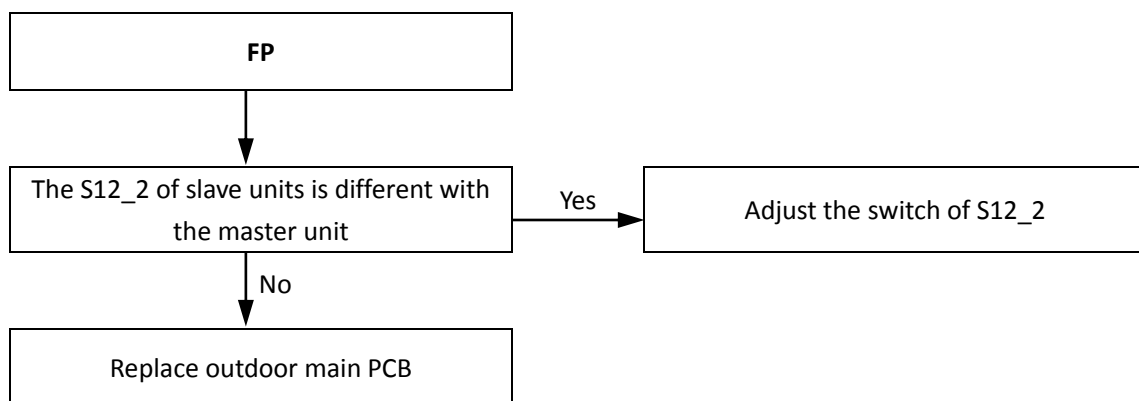 FP
The S12_2 of slave units is different with
the master unit
Yes
Adjust the switch of S12_2
No
Replace outdoor main PCB